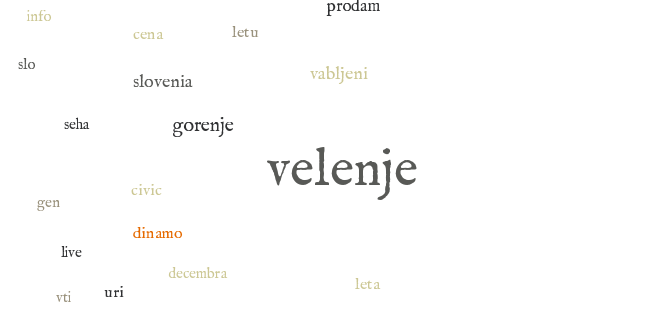 prodam
info
cena
letu
slo
slovenia
vabljeni
seha
gorenje
velenje
civic
gen
dinamo
live
decembra
leta
vti
uri